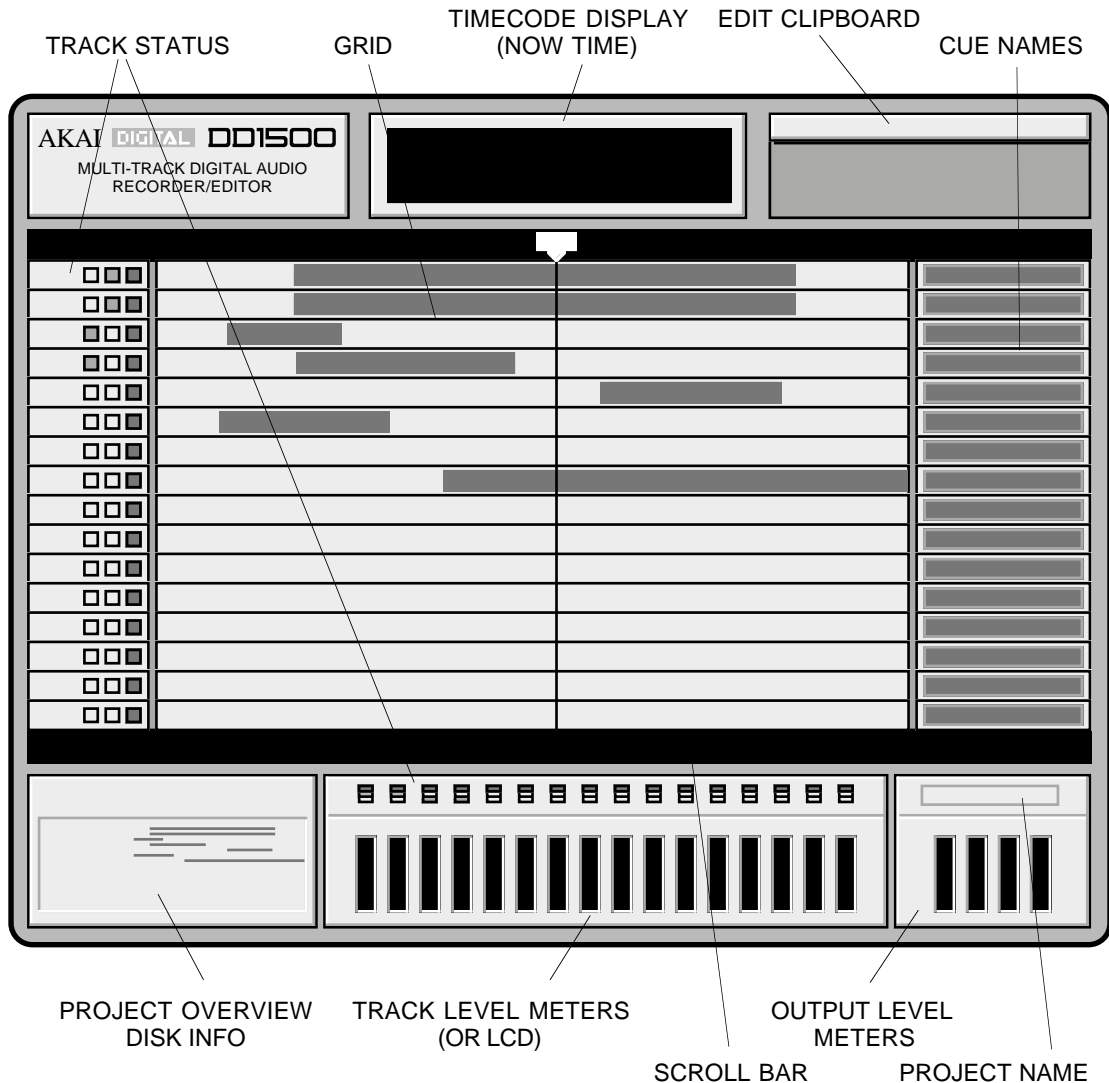 TIMECODE DISPLAY
(NOW TIME)
EDIT CLIPBOARD
TRACK STATUS
GRID
CUE NAMES
AKAI DIGITAL DD1500
MULTI-TRACK DIGITAL AUDIO
RECORDER/EDITOR
PROJECT OVERVIEW
DISK INFO
TRACK LEVEL METERS
(OR LCD)
OUTPUT LEVEL
METERS
SCROLL BAR
PROJECT NAME